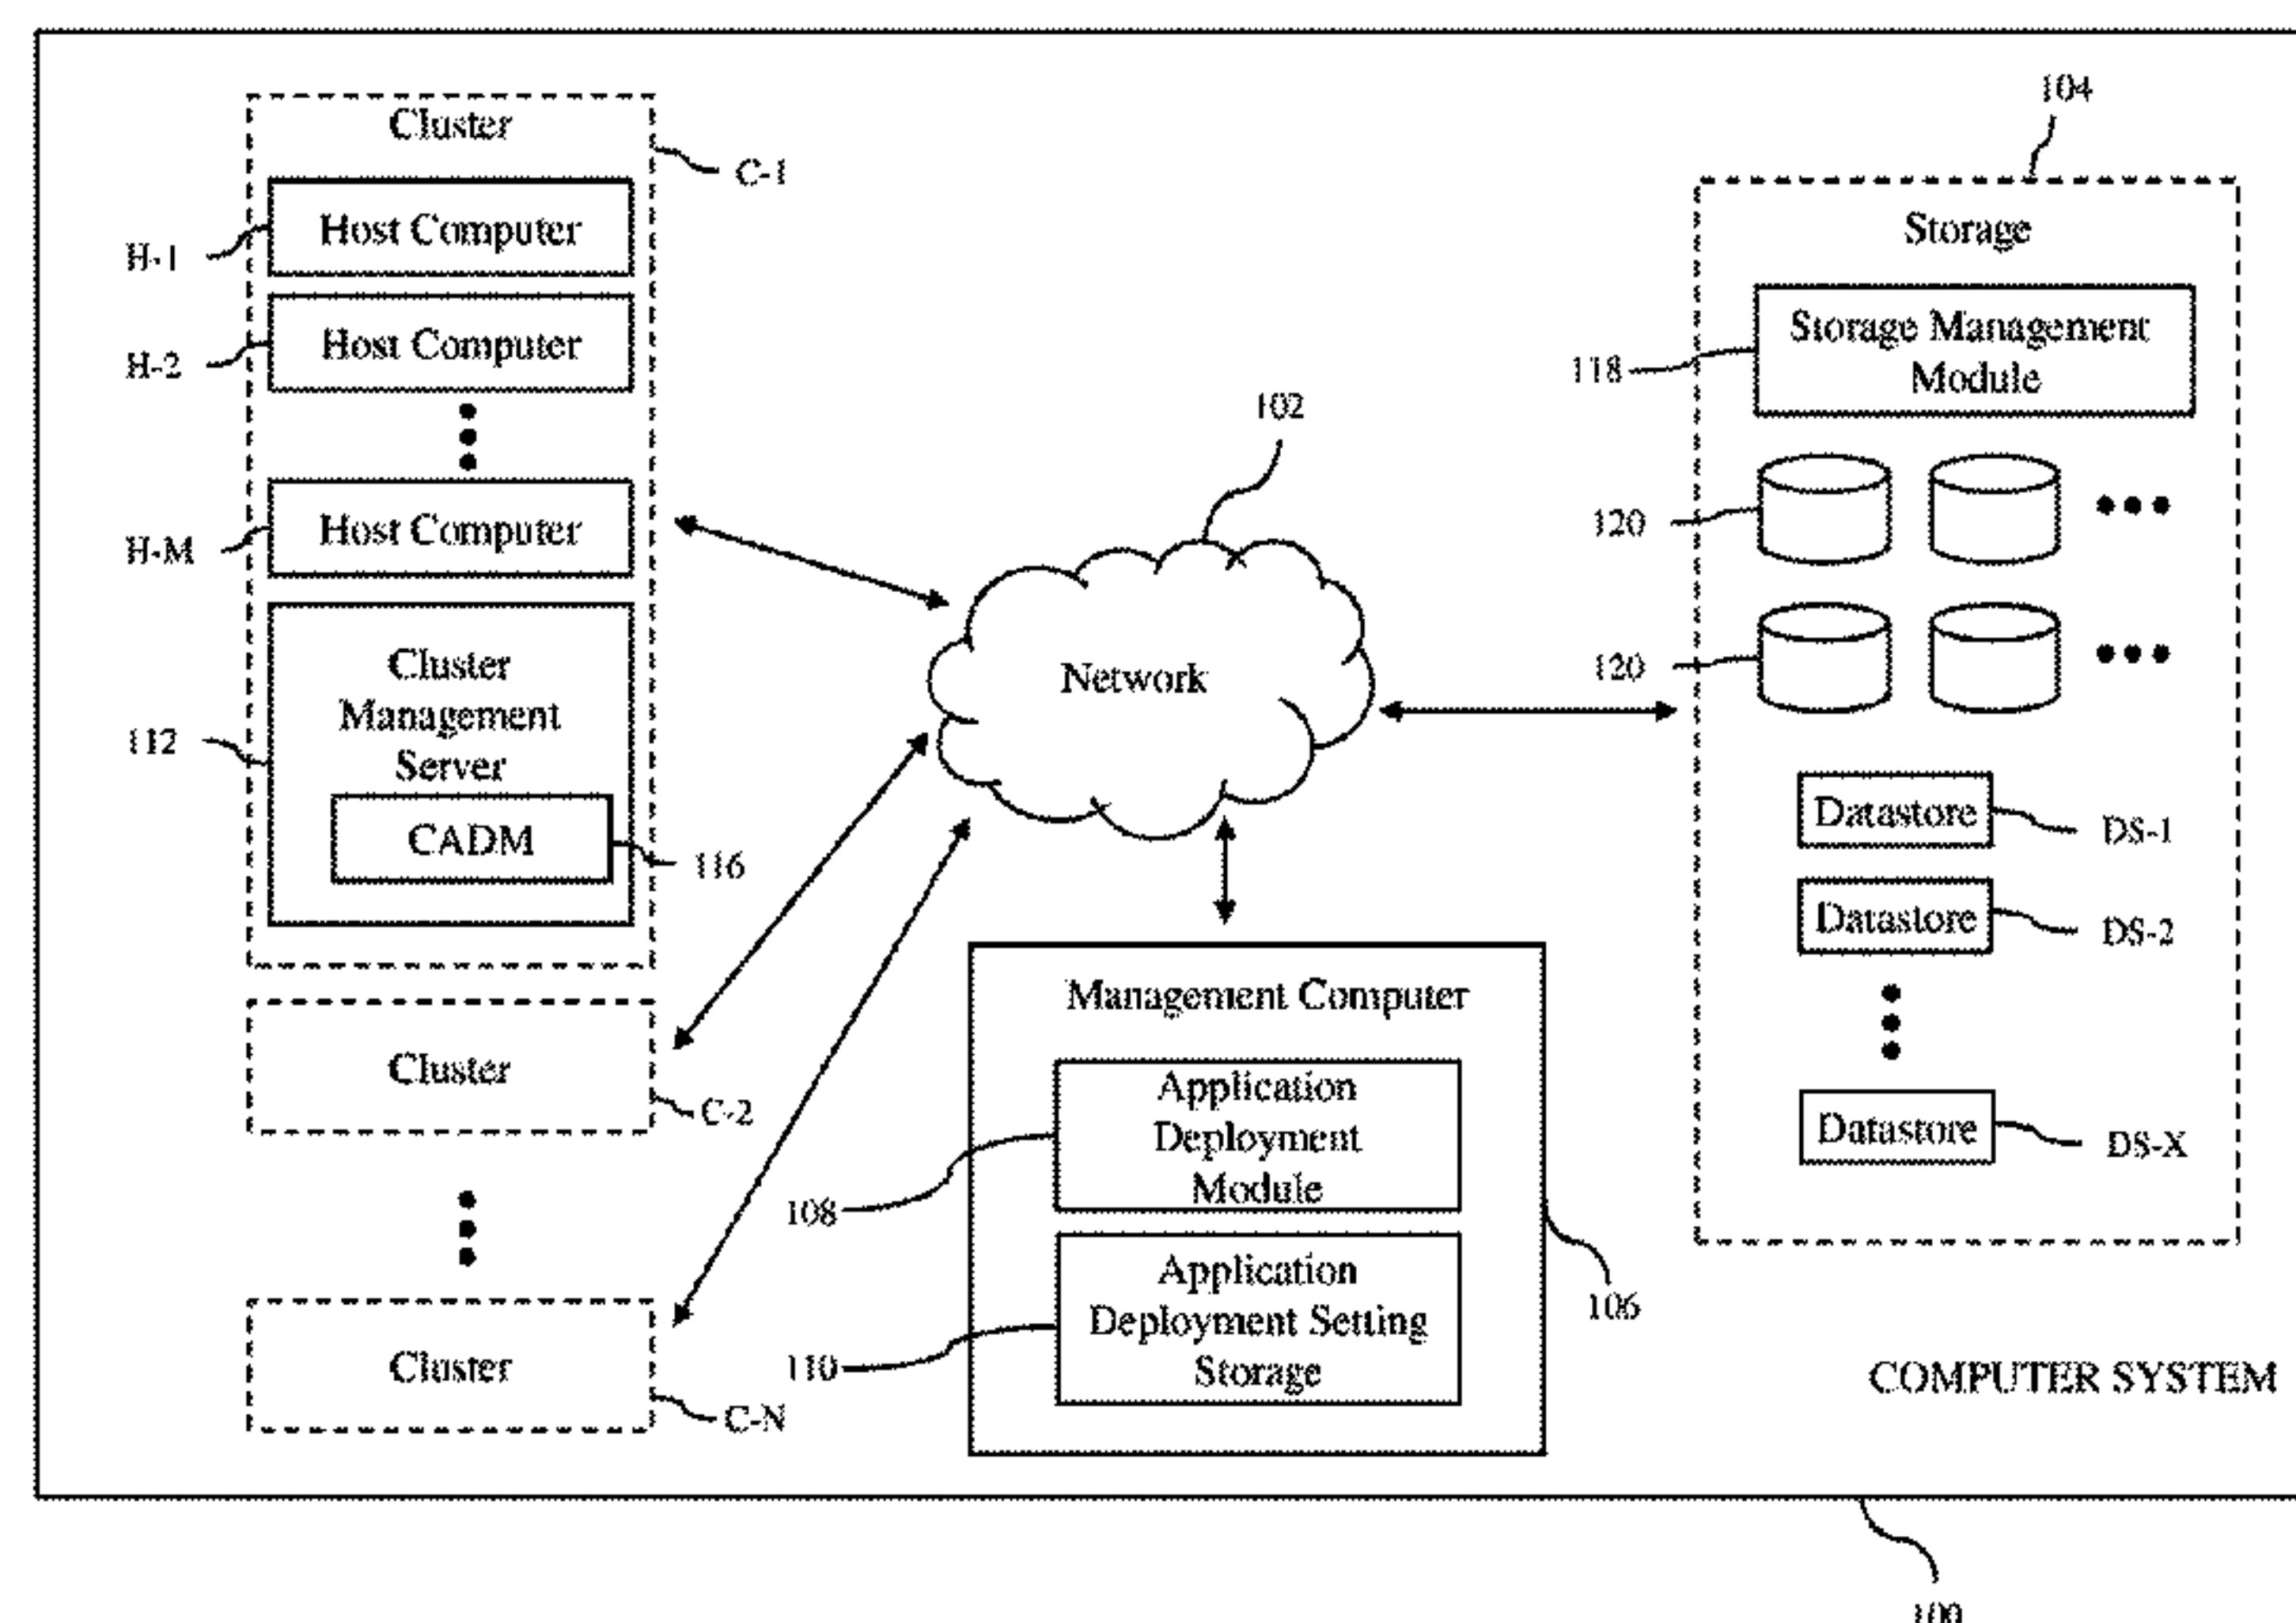 Cluster
C-1
Host Computer
H-1
Host Computer
H-2
Host Computer
H-M
Cluster
Management
Server
112
CADM
116
Cluster
C-2
Cluster
C-N
102
Network
Management Computer
Application
Deployment
Module
108
Application
Deployment Setting
Storage
110
106
104
Storage
Storage Management
Module
118
120
120
Datastore
DS-1
Datastore
DS-2
Datastore
DS-X
COMPUTER SYSTEM
100